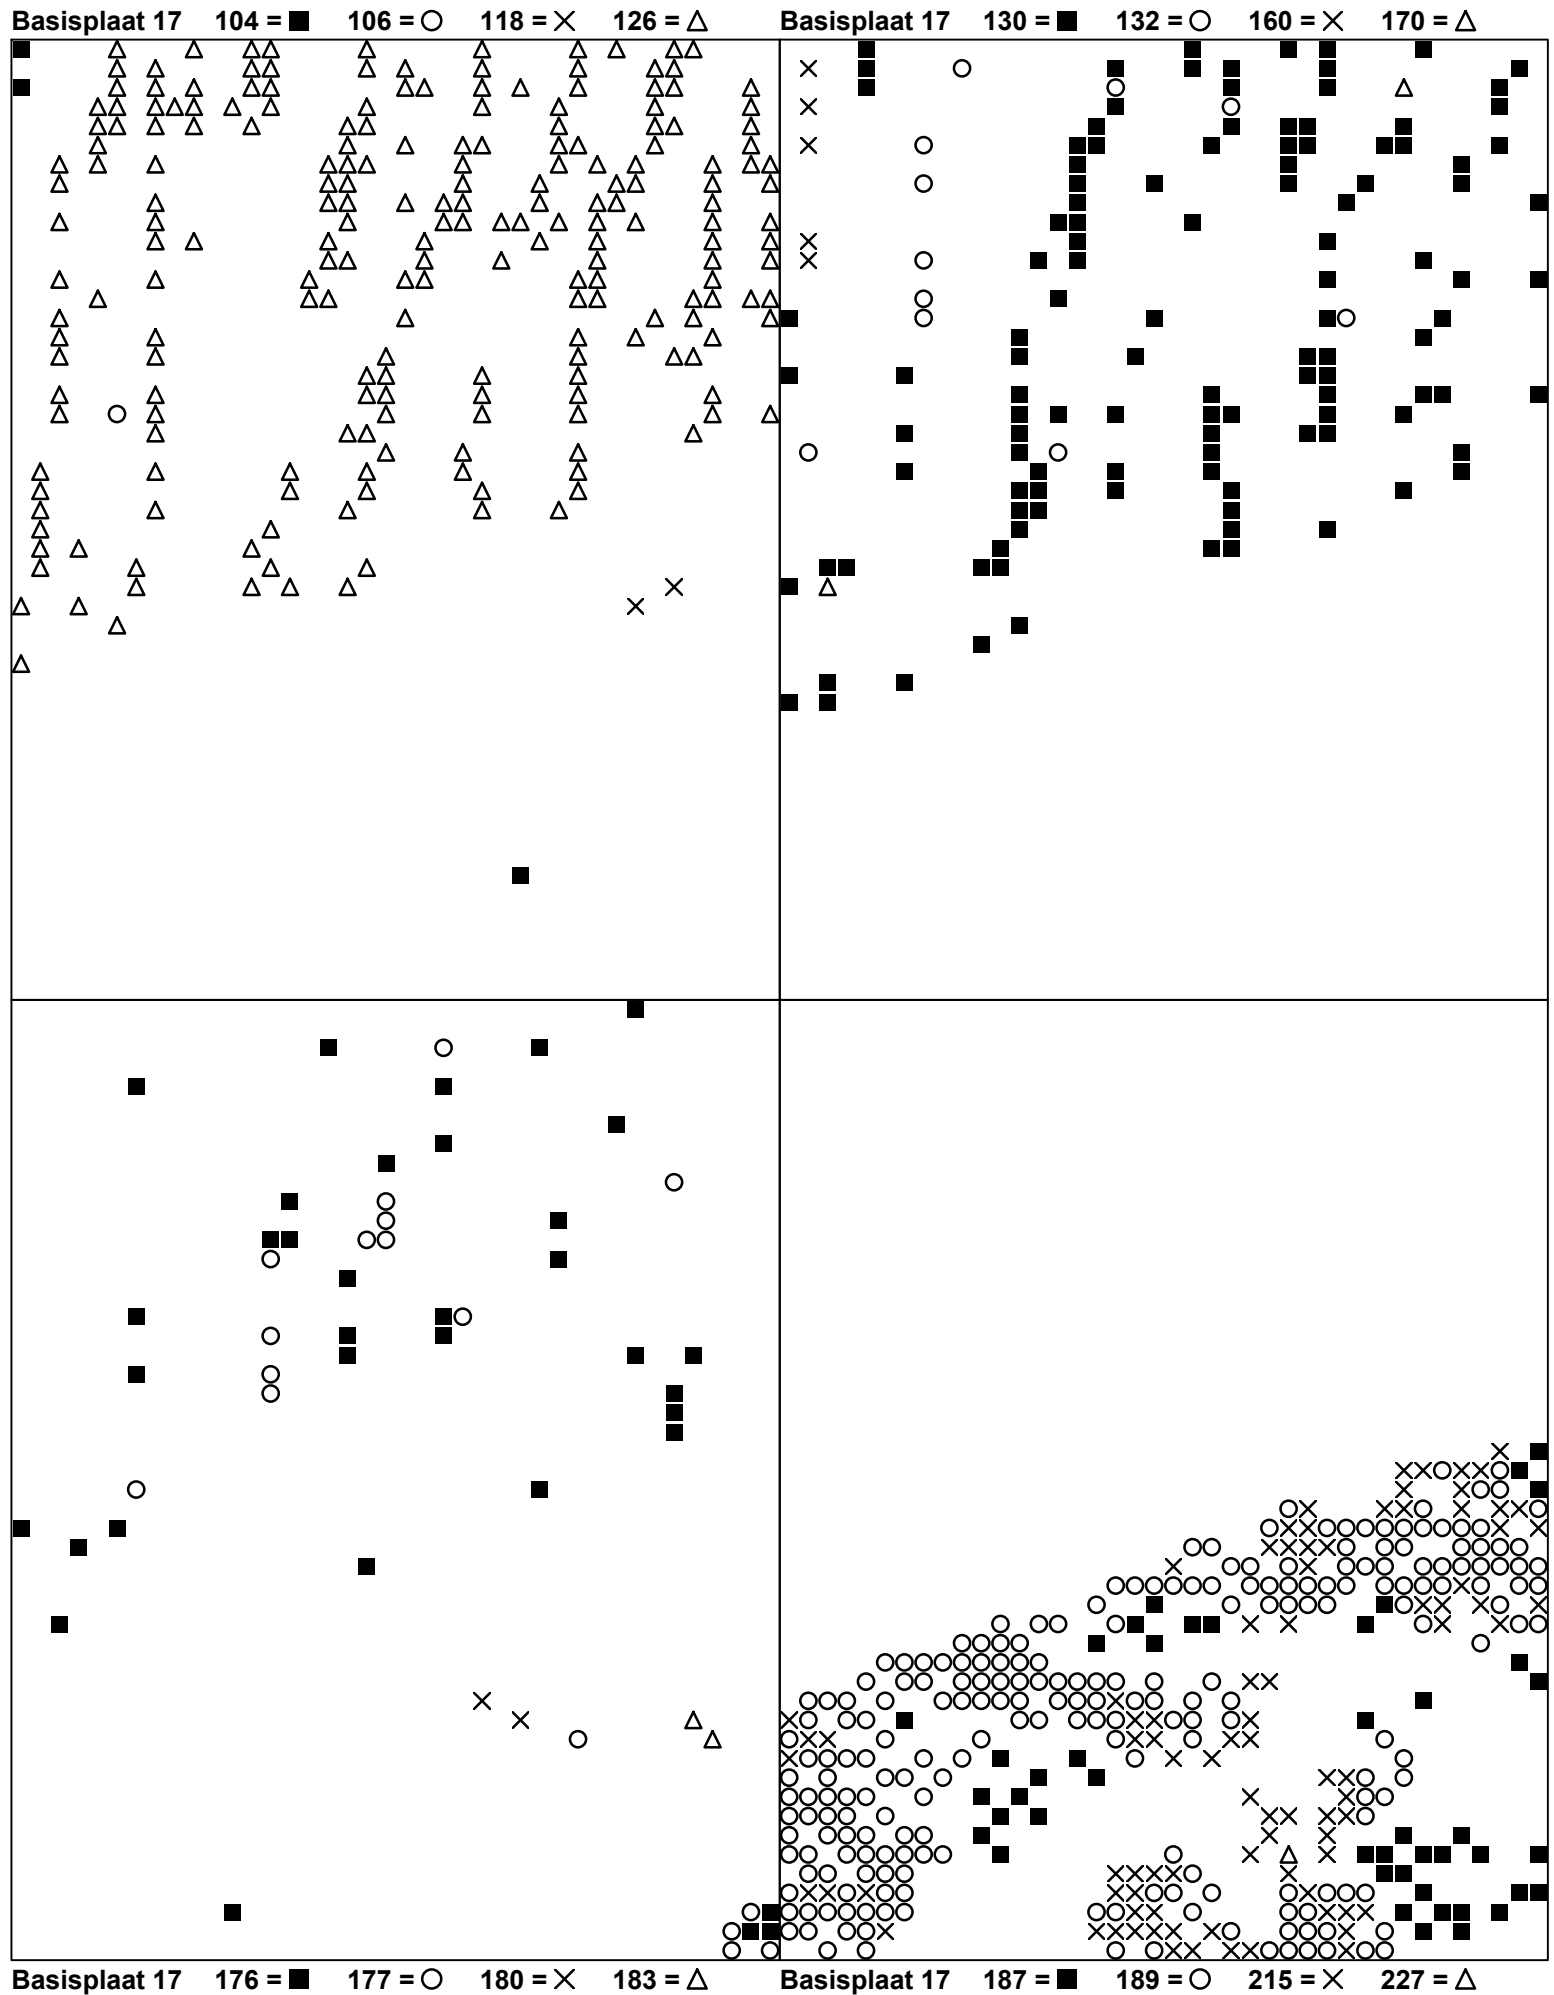 Basisplaat 17 104 = ■ 106 = ○ 118 = × 126 = △
Basisplaat 17 130 = ■ 132 = ○ 160 = × 170 = △
Basisplaat 17 176 = ■ 177 = ○ 180 = × 183 = △
Basisplaat 17 187 = ■ 189 = ○ 215 = × 227 = △